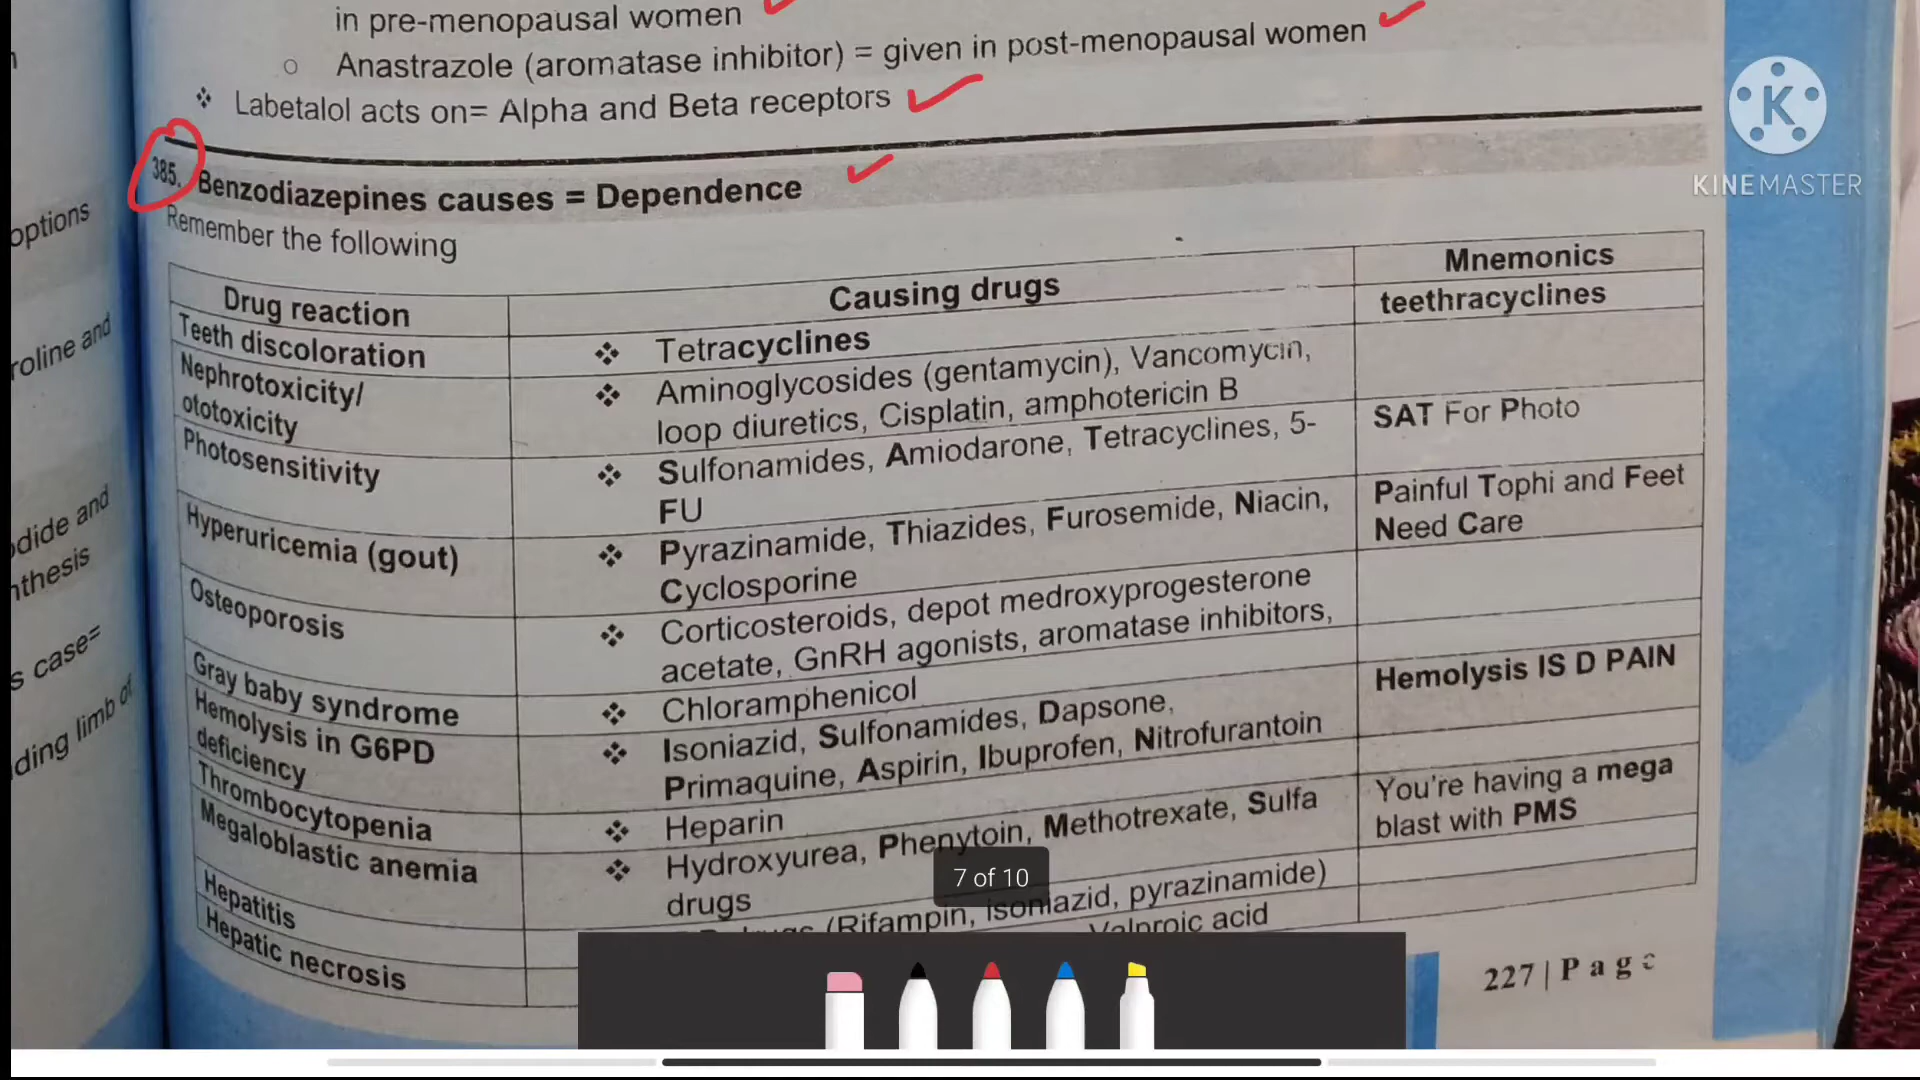 in pre-menopausal women
o Anastrazole (aromatase inhibitor) = given in post-menopausal women
❖ Labetalol acts on= Alpha and Beta receptors
KINEMASTER
385. Benzodiazepines causes = Dependence
Remember the following
Drug reaction Causing drugs Mnemonics
Teeth discoloration ❖ Tetracyclines teethracyclines
Nephrotoxicity/ ❖ Aminoglycosides (gentamycin), Vancomycin,
ototoxicity loop diuretics, Cisplatin, amphotericin B
Photosensitivity ❖ Sulfonamides, Amiodarone, Tetracyclines, 5- SAT For Photo
FU
Hyperuricemia (gout) ❖ Pyrazinamide, Thiazides, Furosemide, Niacin, Painful Tophi and Feet
Cyclosporine Need Care
Osteoporosis ❖ Corticosteroids, depot medroxyprogesterone
acetate, GnRH agonists, aromatase inhibitors,
Gray baby syndrome ❖ Chloramphenicol
Hemolysis in G6PD ❖ Isoniazid, Sulfonamides, Dapsone, Hemolysis IS D PAIN
deficiency Primaquine, Aspirin, Ibuprofen, Nitrofurantoin
Thrombocytopenia ❖ Heparin
Megaloblastic anemia ❖ Hydroxyurea, Phenytoin, Methotrexate, Sulfa You're having a mega
drugs blast with PMS
Hepatitis (Rifampin, isoniazid, pyrazinamide)
Hepatic necrosis Valproic acid
7 of 10
227|Page
options
roline and
dide and
nthesis
s case=
ding limb of